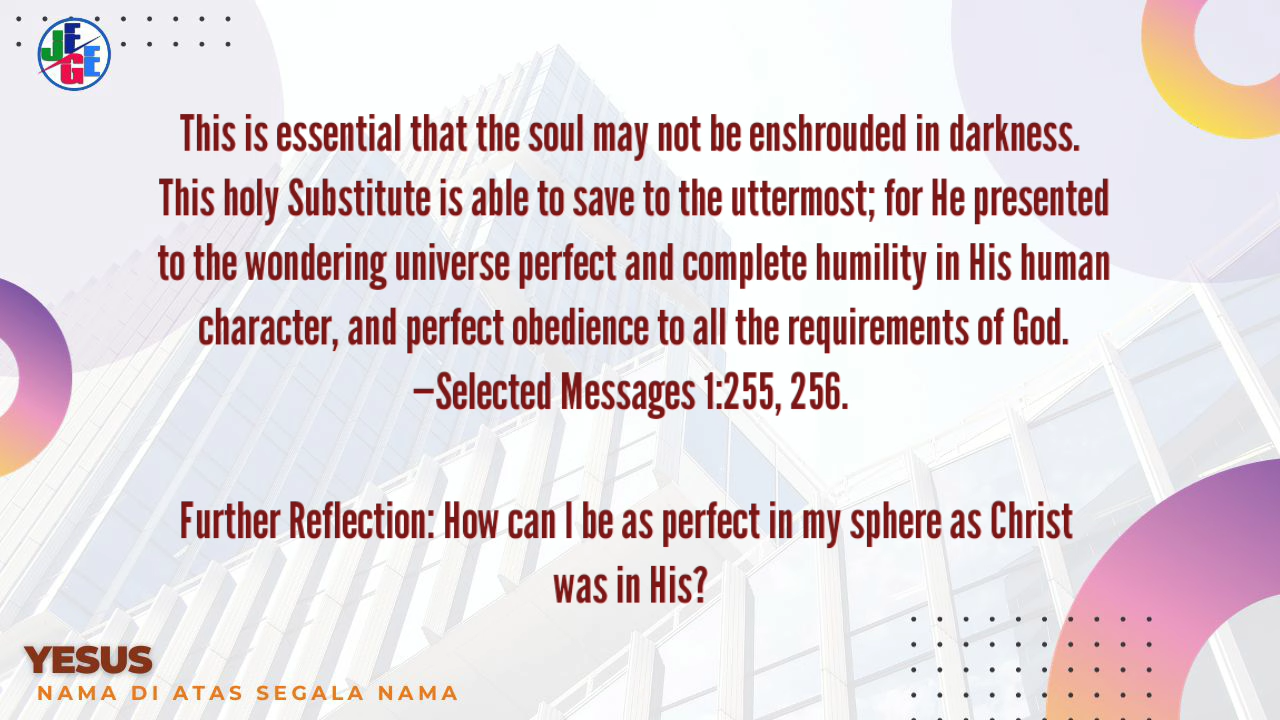 JEGE
This is essential that the soul may not be enshrouded in darkness.
This holy Substitute is able to save to the uttermost; for He presented
to the wondering universe perfect and complete humility in His human
character, and perfect obedience to all the requirements of God.
–Selected Messages 1:255, 256.
Further Reflection: How can I be as perfect in my sphere as Christ
was in His?
YESUS
NAMA DI ATAS SEGALA NAMA